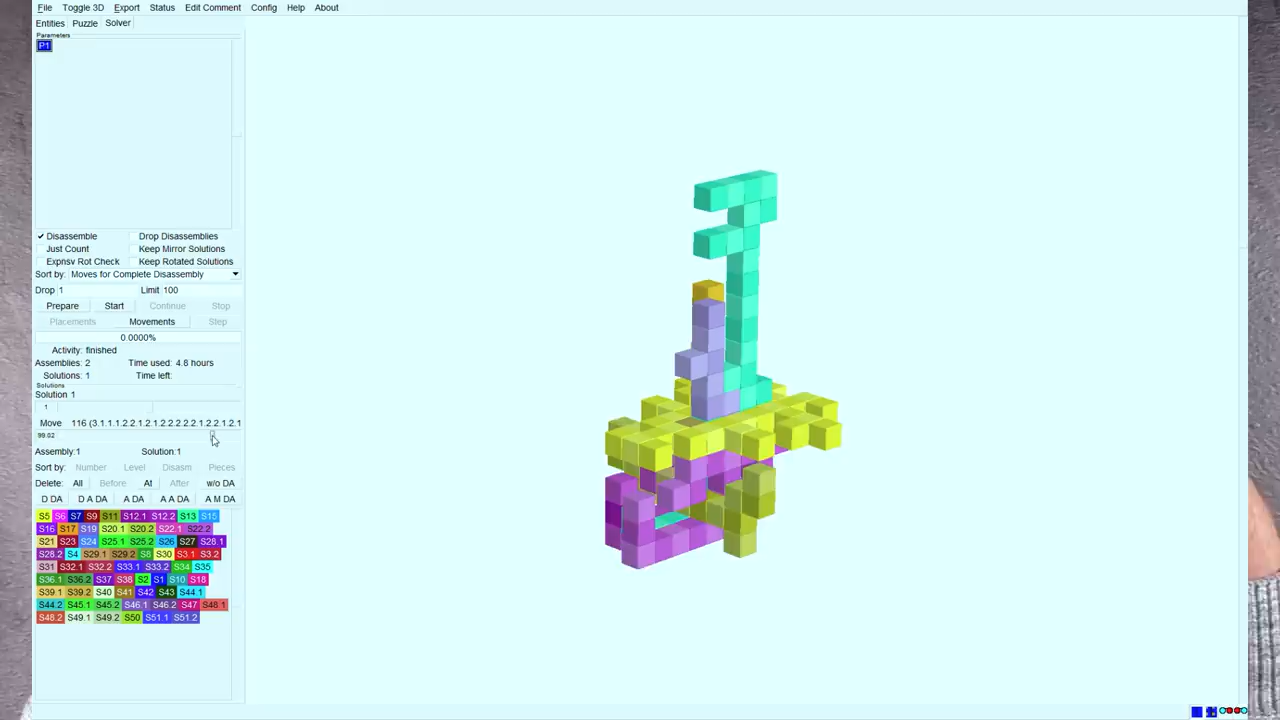 File Toggle 3D Export Status Edit Comment Config Help About
Entities Puzzle Solver
Parameters
P1
Disassemble Drop Disassemblies
Just Count Keep Mirror Solutions
Expnsv Rot Check Keep Rotated Solutions
Sort by: Moves for Complete Disassembly
Drop 1 Limit 100
Prepare Start Continue Stop
Placements Movements Step
0.0000%
Activity: finished
Assemblies: 2 Time used: 4.8 hours
Solutions: 1 Time left:
Solutions
Solution 1
1
Move 116 (3.1.1.1.2.2.1.2.1.2.2.2.2.2.1.2.2.1.2.1
99.02
Assembly:1 Solution:1
Sort by: Number Level Disasm Pieces
Delete: All Before At After w/o DA
D DA D A DA A DA A A DA A M DA
S5 S6 S7 S9 S11 S12.1 S12.2 S13 S15
S16 S17 S19 S20.1 S20.2 S22.1 S22.2
S21 S23 S24 S25.1 S25.2 S26 S27 S28.1
S28.2 S4 S29.1 S29.2 S8 S30 S3.1 S3.2
S31 S32.1 S32.2 S33.1 S33.2 S34 S35
S36.1 S36.2 S37 S38 S2 S1 S10 S18
S39.1 S39.2 S40 S41 S42 S43 S44.1
S44.2 S45.1 S45.2 S46.1 S46.2 S47 S48.1
S48.2 S49.1 S49.2 S50 S51.1 S51.2